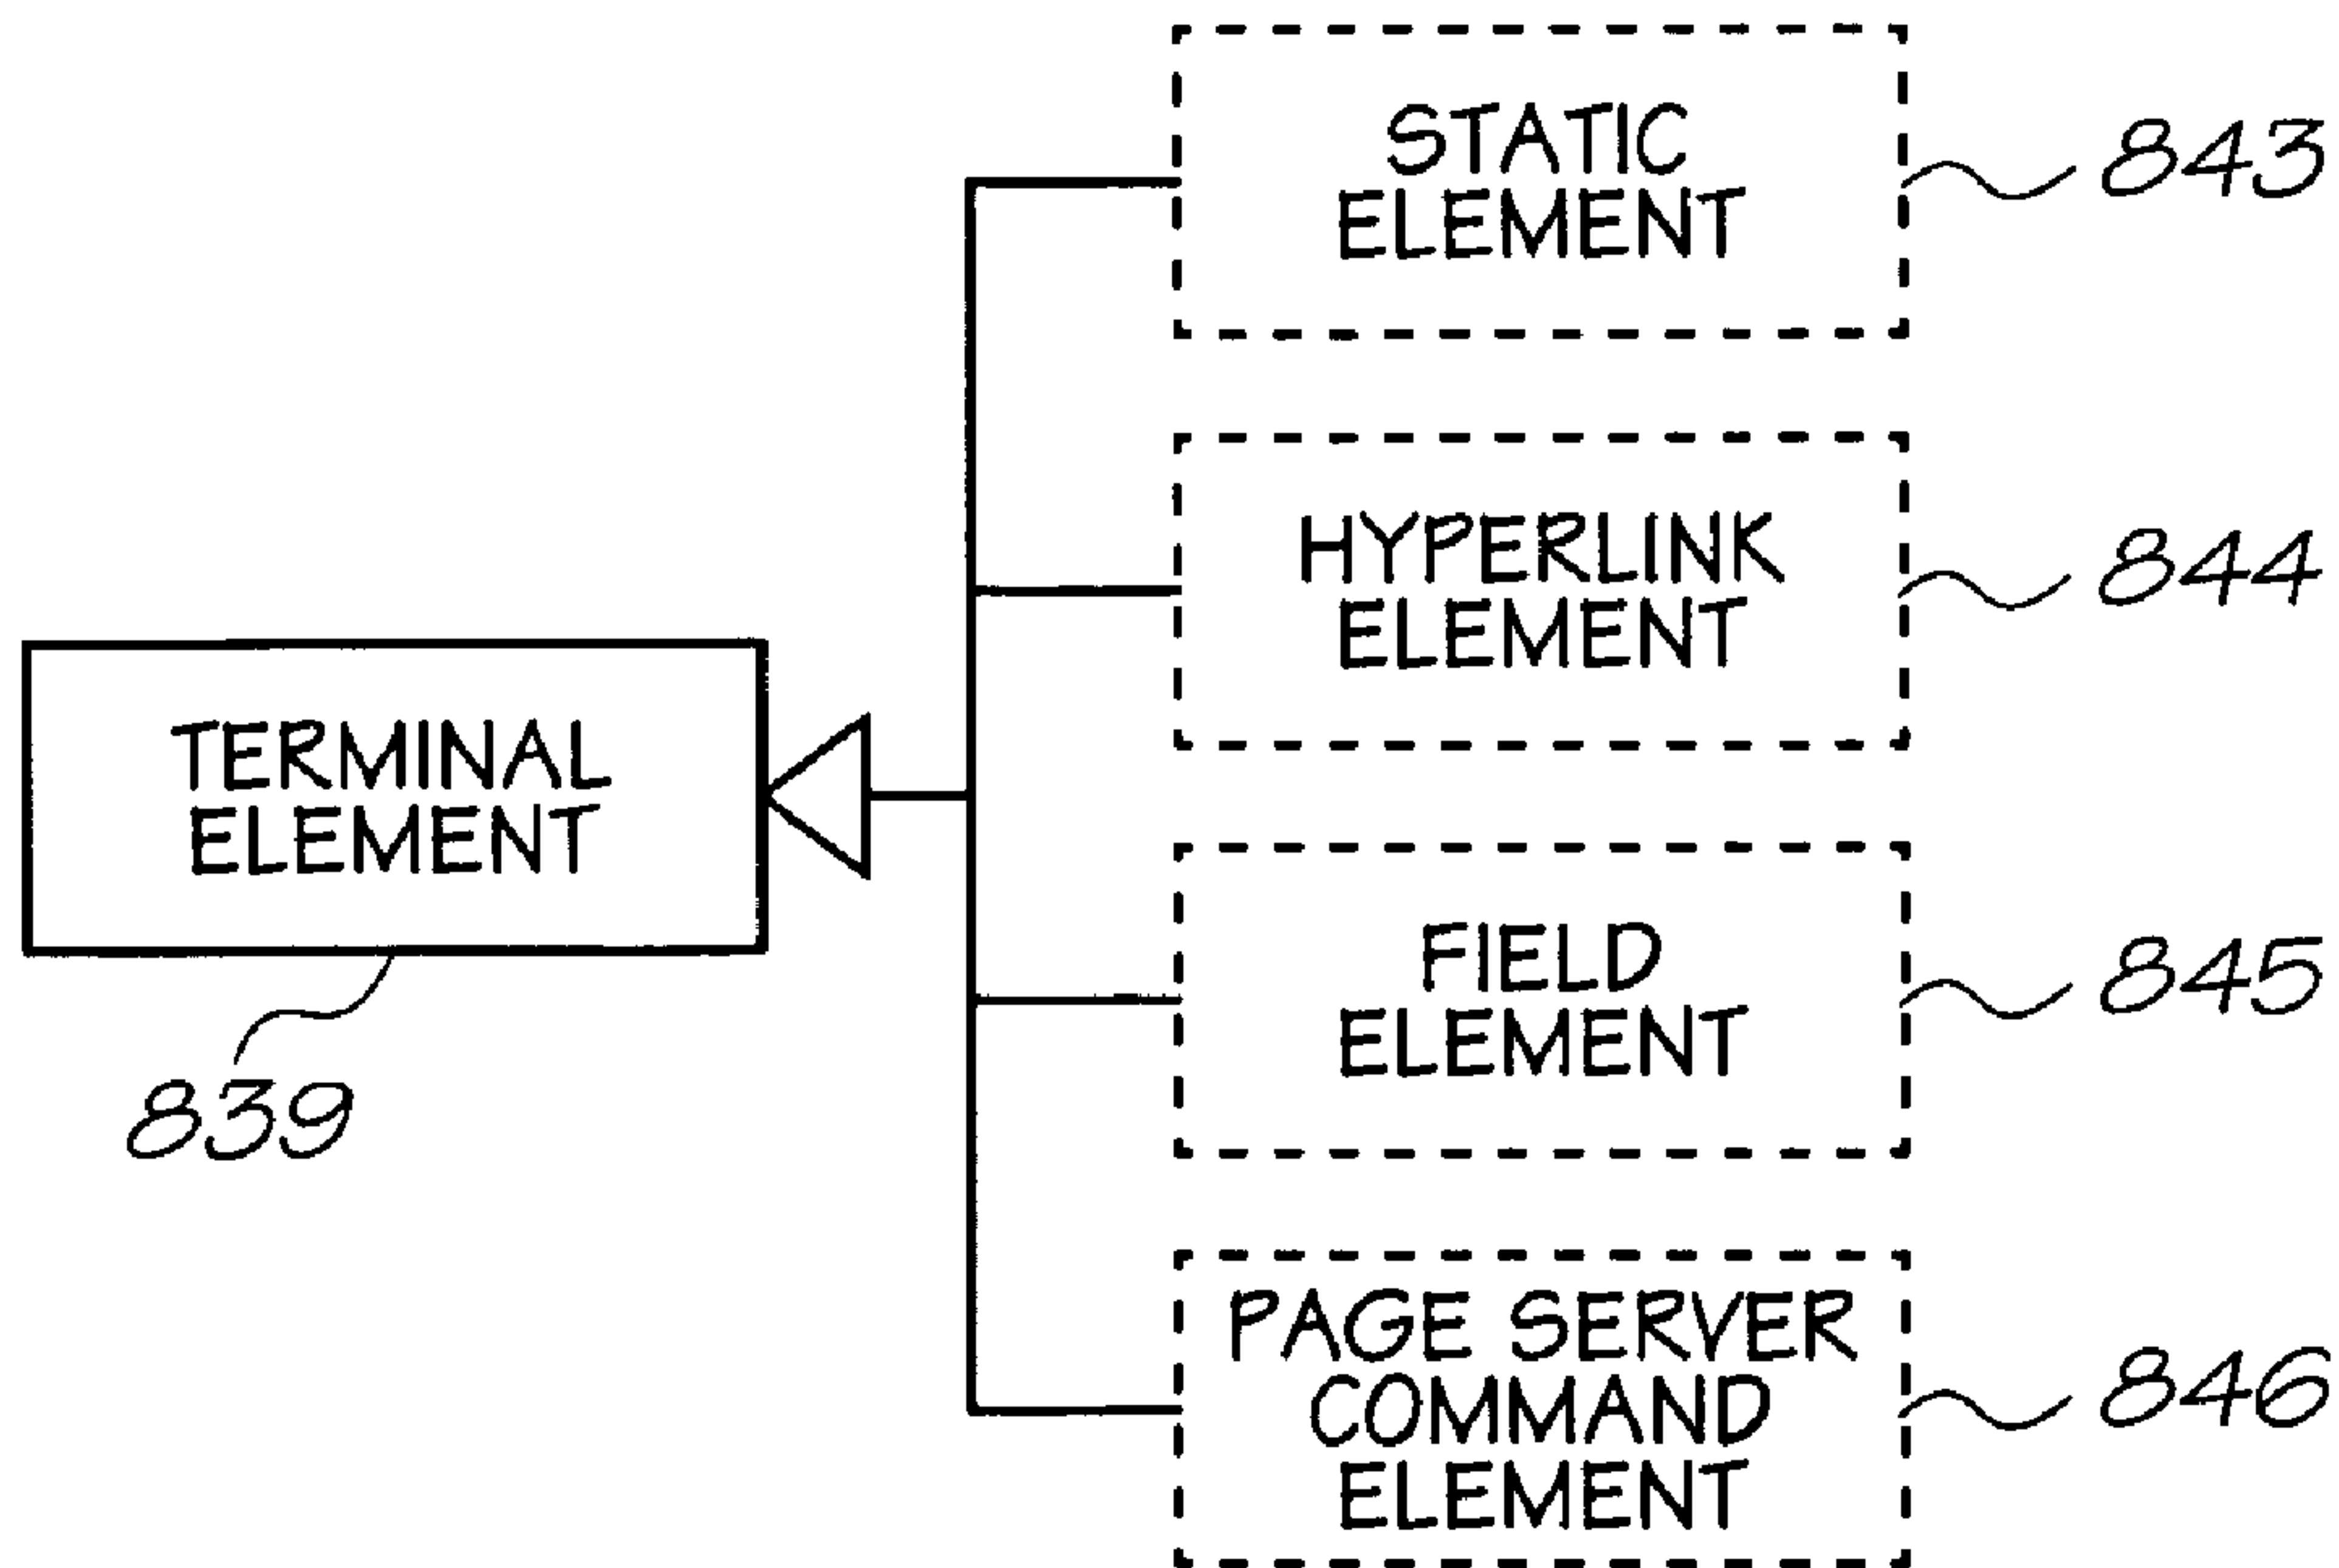 STATIC
ELEMENT
843
HYPERLINK
ELEMENT
844
TERMINAL
ELEMENT
839
FIELD
ELEMENT
845
PAGE SERVER
COMMAND
ELEMENT
846